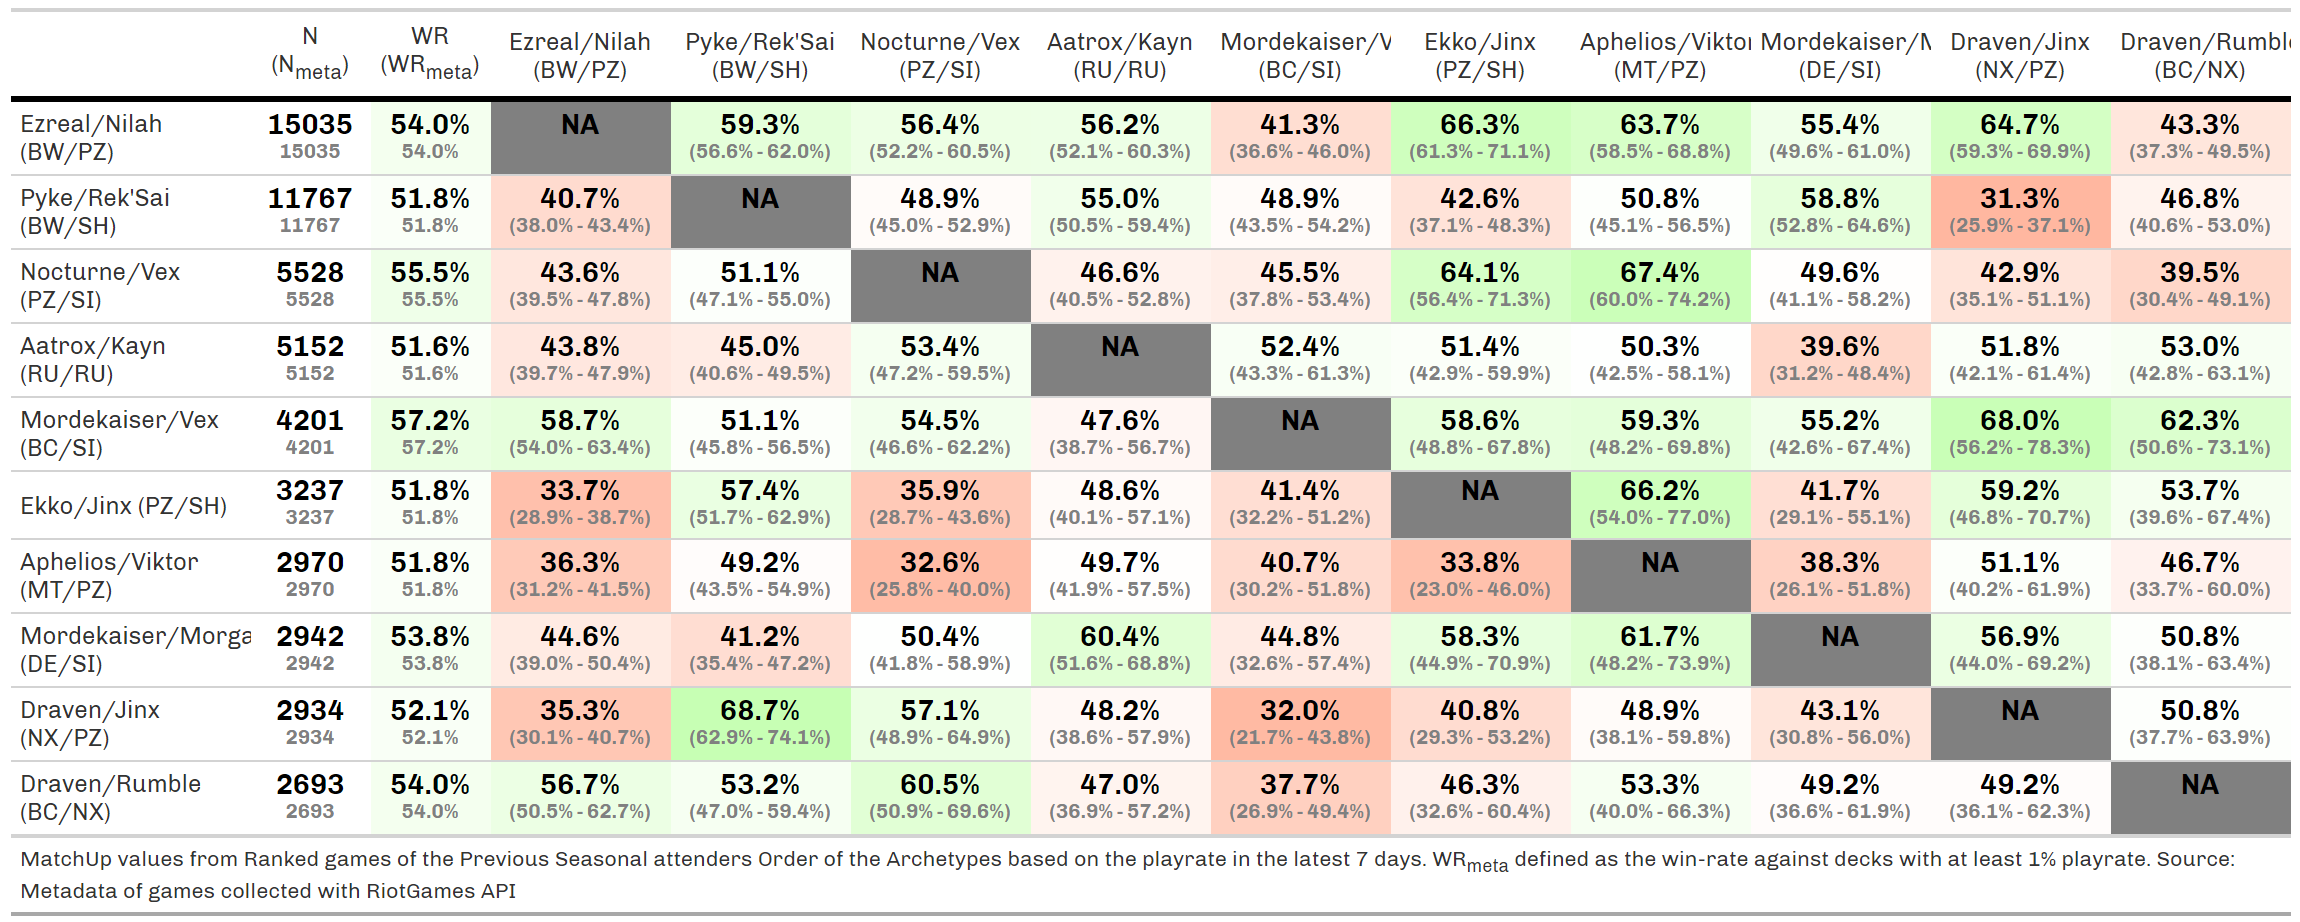 N WR Ezreal/Nilah Pyke/Rek'Sai Nocturne/Vex Aatrox/Kayn Mordekaiser/V Ekko/Jinx Aphelios/Viktor Mordekaiser/M Draven/Jinx Draven/Rumble
(Nmeta) (WRmeta) (BW/PZ) (BW/SH) (PZ/SI) (RU/RU) (BC/SI) (PZ/SH) (MT/PZ) (DE/SI) (NX/PZ) (BC/NX)
Ezreal/Nilah 15035 54.0% NA 59.3% 56.4% 56.2% 41.3% 66.3% 63.7% 55.4% 64.7% 43.3%
(BW/PZ) 15035 54.0% (56.6% - 62.0%) (52.2% - 60.5%) (52.1% - 60.3%) (36.6% - 46.0%) (61.3% - 71.1%) (58.5% - 68.8%) (49.6% - 61.0%) (59.3% - 69.9%) (37.3% - 49.5%)
Pyke/Rek'Sai 11767 51.8% 40.7% NA 48.9% 55.0% 48.9% 42.6% 50.8% 58.8% 31.3% 46.8%
(BW/SH) 11767 51.8% (38.0% - 43.4%) (45.0% - 52.9%) (50.5% - 59.4%) (43.5% - 54.2%) (37.1% - 48.3%) (45.1% - 56.5%) (52.8% - 64.6%) (25.9% - 37.1%) (40.6% - 53.0%)
Nocturne/Vex 5528 55.5% 43.6% 51.1% NA 46.6% 45.5% 64.1% 67.4% 49.6% 42.9% 39.5%
(PZ/SI) 5528 55.5% (39.5% - 47.8%) (47.1% - 55.0%) (40.5% - 52.8%) (37.8% - 53.4%) (56.4% - 71.3%) (60.0% - 74.2%) (41.1% - 58.2%) (35.1% - 51.1%) (30.4% - 49.1%)
Aatrox/Kayn 5152 51.6% 43.8% 45.0% 53.4% NA 52.4% 51.4% 50.3% 39.6% 51.8% 53.0%
(RU/RU) 5152 51.6% (39.7% - 47.9%) (40.6% - 49.5%) (47.2% - 59.5%) (43.3% - 61.3%) (42.9% - 59.9%) (42.5% - 58.1%) (31.2% - 48.4%) (42.1% - 61.4%) (42.8% - 63.1%)
Mordekaiser/Vex 4201 57.2% 58.7% 51.1% 54.5% 47.6% NA 58.6% 59.3% 55.2% 68.0% 62.3%
(BC/SI) 4201 57.2% (54.0% - 63.4%) (45.8% - 56.5%) (46.6% - 62.2%) (38.7% - 56.7%) (48.8% - 67.8%) (48.2% - 69.8%) (42.6% - 67.4%) (56.2% - 78.3%) (50.6% - 73.1%)
Ekko/Jinx (PZ/SH) 3237 51.8% 33.7% 57.4% 35.9% 48.6% 41.4% NA 66.2% 41.7% 59.2% 53.7%
3237 51.8% (28.9% - 38.7%) (51.7% - 62.9%) (28.7% - 43.6%) (40.1% - 57.1%) (32.2% - 51.2%) (54.0% - 77.0%) (29.1% - 55.1%) (46.8% - 70.7%) (39.6% - 67.4%)
Aphelios/Viktor 2970 51.8% 36.3% 49.2% 32.6% 49.7% 40.7% 33.8% NA 38.3% 51.1% 46.7%
(MT/PZ) 2970 51.8% (31.2% - 41.5%) (43.5% - 54.9%) (25.8% - 40.0%) (41.9% - 57.5%) (30.2% - 51.8%) (23.0% - 46.0%) (26.1% - 51.8%) (40.2% - 61.9%) (33.7% - 60.0%)
Mordekaiser/Morga 2942 53.8% 44.6% 41.2% 50.4% 60.4% 44.8% 58.3% 61.7% NA 56.9% 50.8%
(DE/SI) 2942 53.8% (39.0% - 50.4%) (35.4% - 47.2%) (41.8% - 58.9%) (51.6% - 68.8%) (32.6% - 57.4%) (44.9% - 70.9%) (48.2% - 73.9%) (44.0% - 69.2%) (38.1% - 63.4%)
Draven/Jinx 2934 52.1% 35.3% 68.7% 57.1% 48.2% 32.0% 40.8% 48.9% 43.1% NA 50.8%
(NX/PZ) 2934 52.1% (30.1% - 40.7%) (62.9% - 74.1%) (48.9% - 64.9%) (38.6% - 57.9%) (21.7% - 43.8%) (29.3% - 53.2%) (38.1% - 59.8%) (30.8% - 56.0%) (37.7% - 63.9%)
Draven/Rumble 2693 54.0% 56.7% 53.2% 60.5% 47.0% 37.7% 46.3% 53.3% 49.2% 49.2% NA
(BC/NX) 2693 54.0% (50.5% - 62.7%) (47.0% - 59.4%) (50.9% - 69.6%) (36.9% - 57.2%) (26.9% - 49.4%) (32.6% - 60.4%) (40.0% - 66.3%) (36.6% - 61.9%) (36.1% - 62.3%)
MatchUp values from Ranked games of the Previous Seasonal attenders Order of the Archetypes based on the playrate in the latest 7 days. WRmeta defined as the win-rate against decks with at least 1% playrate. Source:
Metadata of games collected with RiotGames API